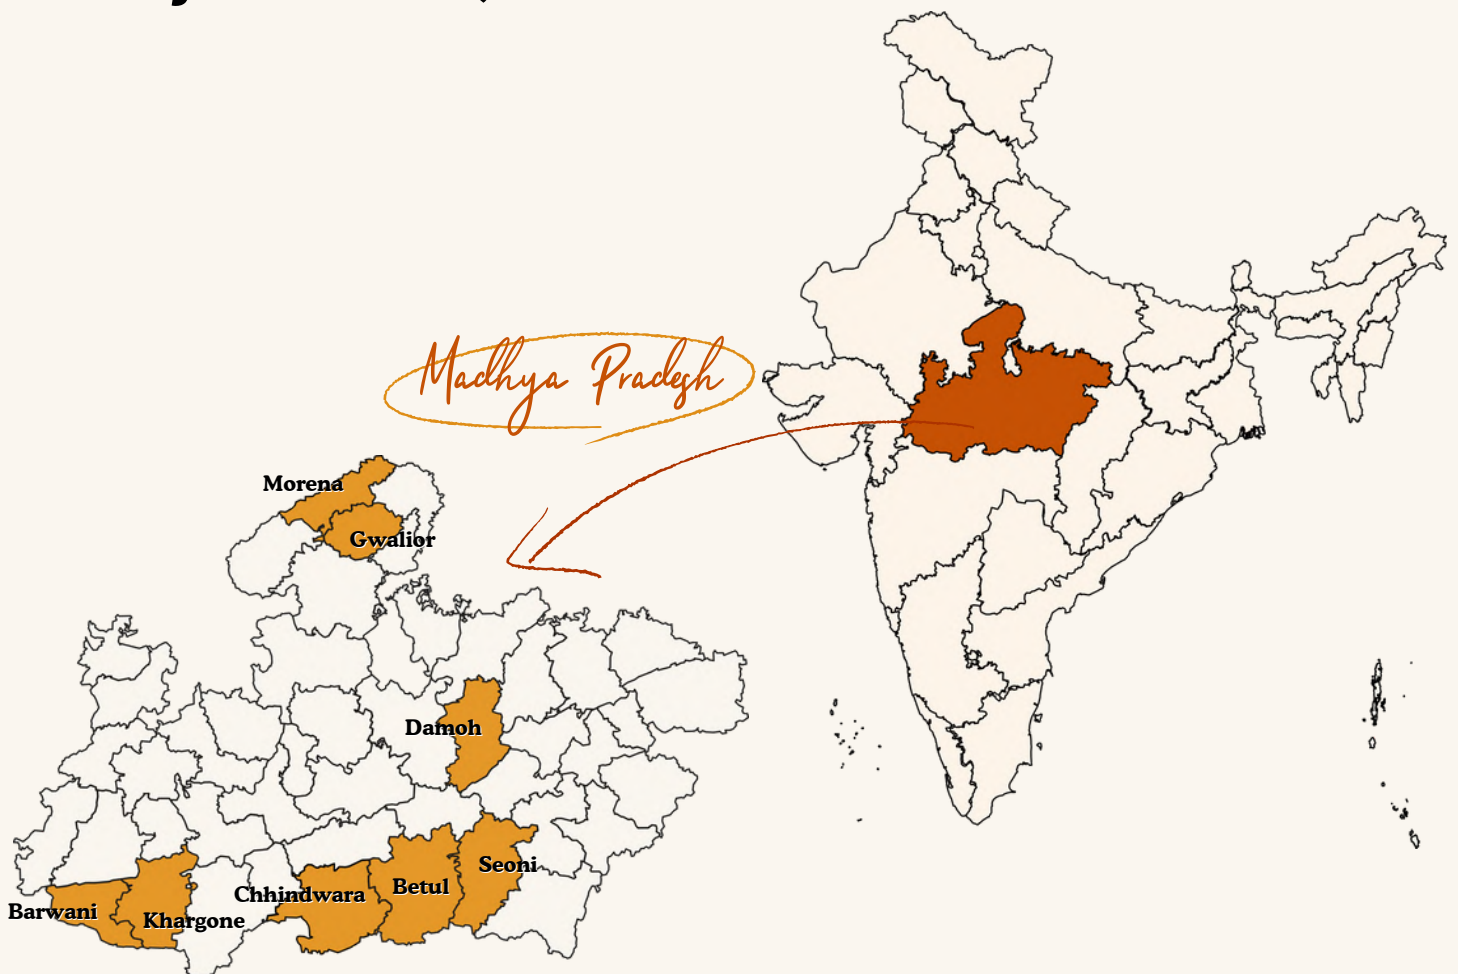 Madhya Pradesh
Morena
Gwalior
Damoh
Seoni
Betul
Chhindwara
Barwani
Khargone